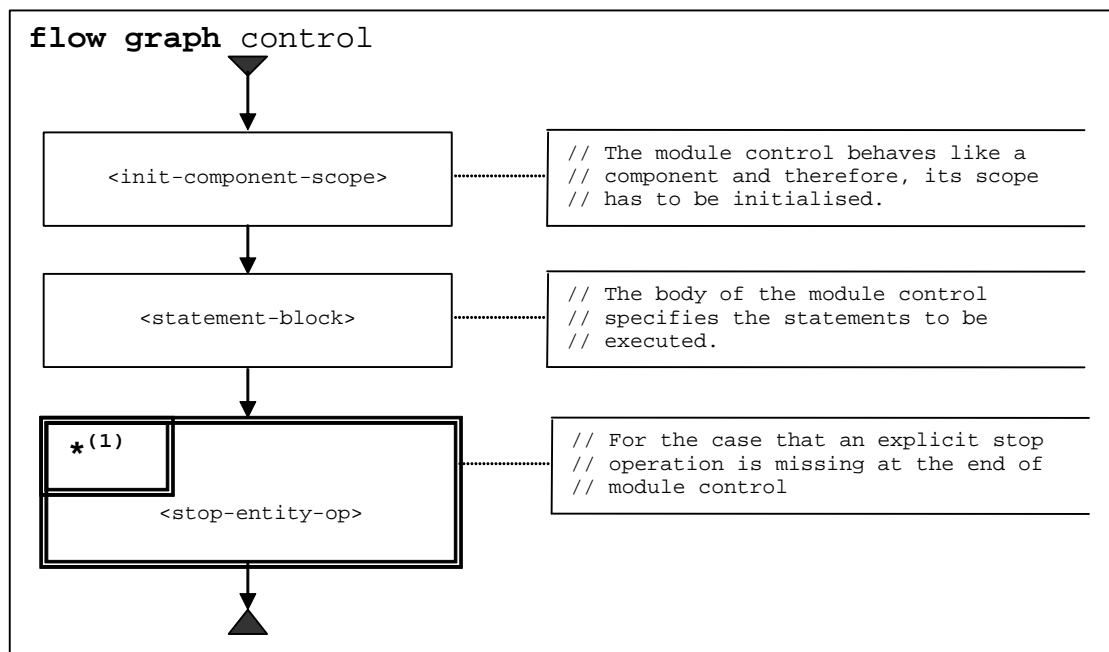 flow graph control
<init-component-scope>
// The module control behaves like a
// component and therefore, its scope
// has to be initialised.
<statement-block>
// The body of the module control
// specifies the statements to be
// executed.
*(1)
<stop-entity-op>
// For the case that an explicit stop
// operation is missing at the end of
// module control